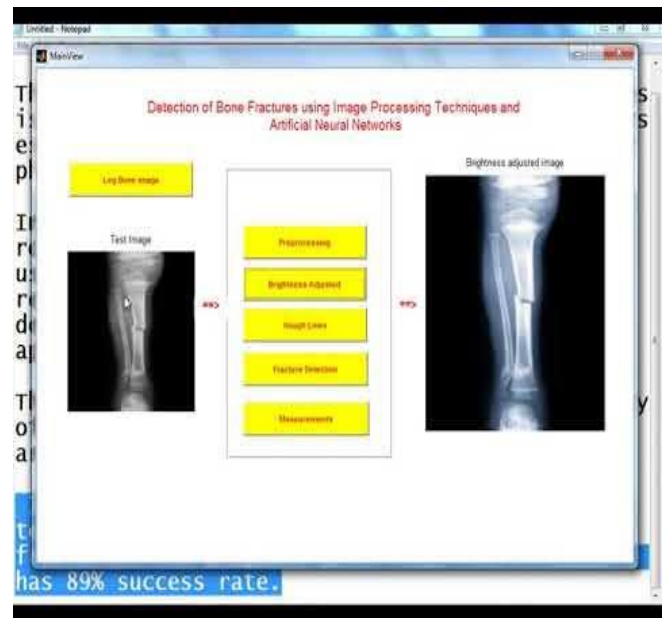 Untitled - Notepad
MainView
Detection of Bone Fractures using Image Processing Techniques and
Artificial Neural Networks
Leg Bone image
Test Image
Preprocessing
Brightness Adjusted
Hough Lines
Fracture Detection
Measurements
==>
==>
Brightness adjusted image
has 89% success rate.